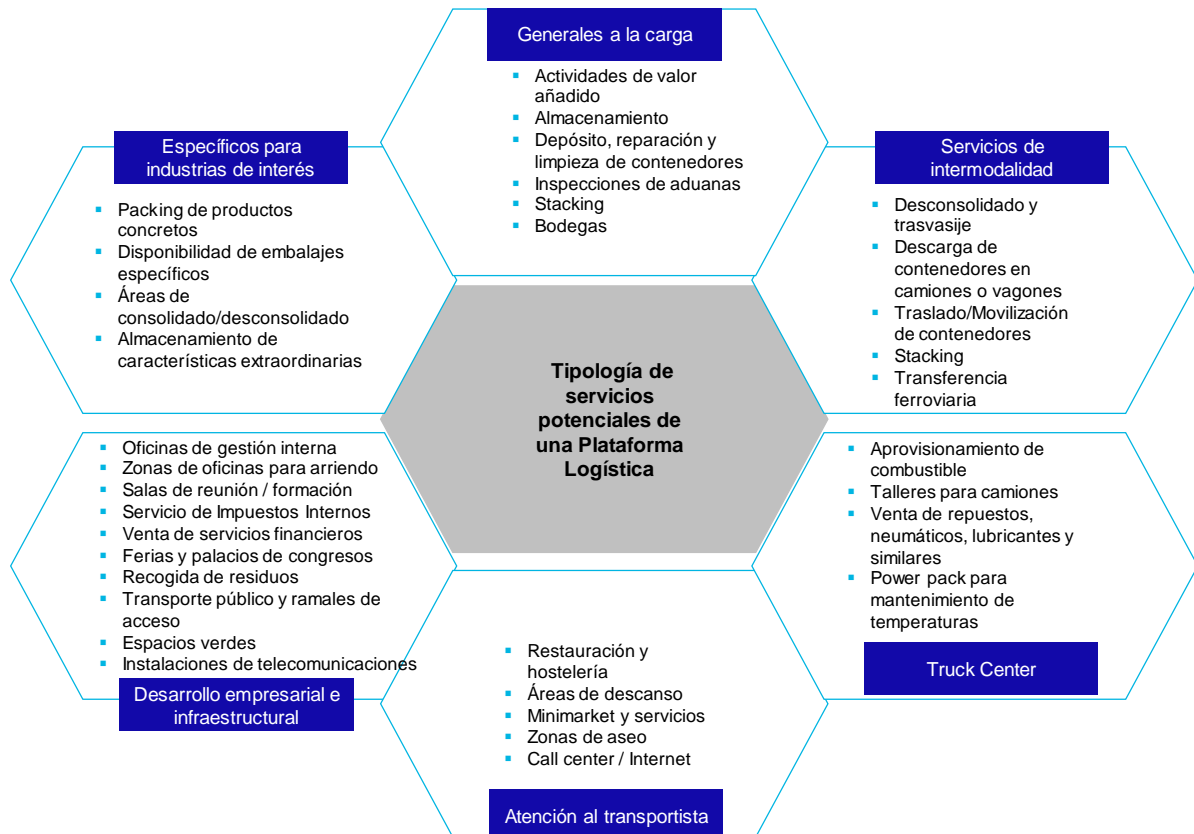 Generales a la carga
Actividades de valor
añadido
Almacenamiento
Depósito, reparación y
limpieza de contenedores
Inspecciones de aduanas
Stacking
Bodegas
Específicos para
industrias de interés
Packing de productos
concretos
Disponibilidad de embalajes
específicos
Áreas de
consolidado/desconsolidado
Almacenamiento de
características extraordinarias
Servicios de
intermodalidad
Desconsolidado y
trasvasije
Descarga de
contenedores en
camiones o vagones
Traslado/Movilización
de contenedores
Stacking
Transferencia
ferroviaria
Tipología de
servicios
potenciales de
una Plataforma
Logística
Oficinas de gestión interna
Zonas de oficinas para arriendo
Salas de reunión / formación
Servicio de Impuestos Internos
Venta de servicios financieros
Ferias y palacios de congresos
Recogida de residuos
Transporte público y ramales de
acceso
Espacios verdes
Instalaciones de telecomunicaciones
Desarrollo empresarial e
infraestructural
Aprovisionamiento de
combustible
Talleres para camiones
Venta de repuestos,
neumáticos, lubricantes y
similares
Power pack para
mantenimiento de
temperaturas
Truck Center
Restauración y
hostelería
Áreas de descanso
Minimarket y servicios
Zonas de aseo
Call center / Internet
Atención al transportista